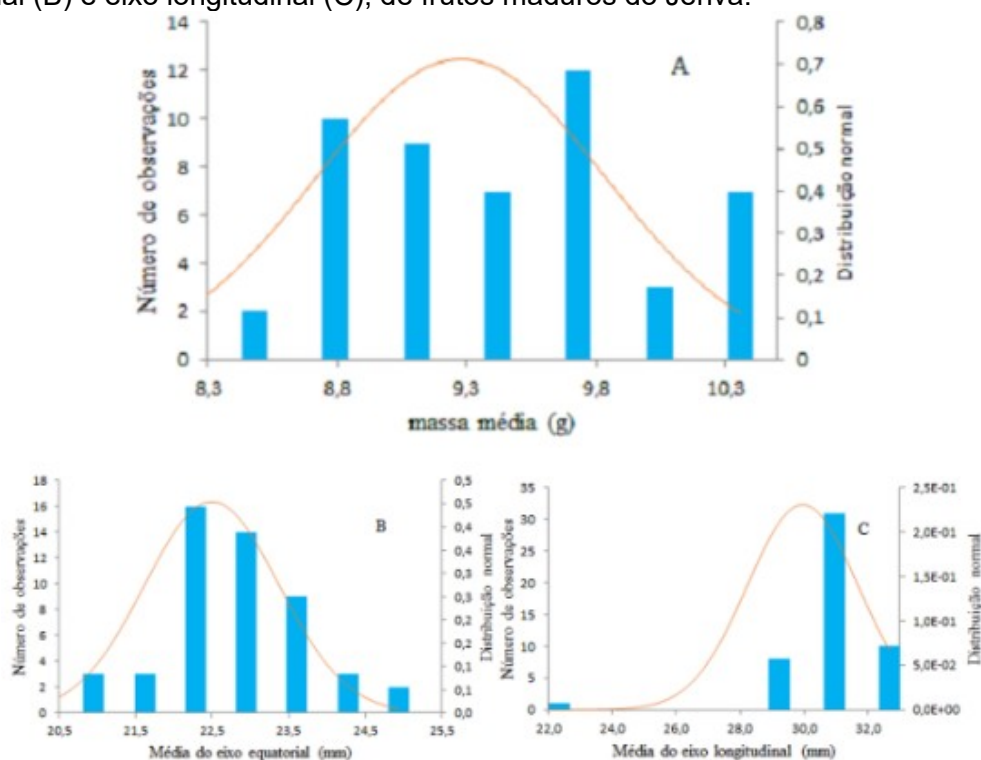 al (B) e eixo longitudinal (C), de frutos maduros do Jerivá.
14
12
10
8
6
4
2
0
Número de observações
A
0,8
0,7
0,6
0,5
0,4
0,3
0,2
0,1
0
Distribuição normal
8,3 8,8 9,3 9,8 10,3
massa média (g)
18
16
14
12
10
8
6
4
2
0
Número de observações
B
0,5
0,5
0,4
0,4
0,3
0,3
0,2
0,2
0,1
0,1
0,0
Distribuição normal
20,5 21,5 22,5 23,5 24,5 25,5
Média do eixo equatorial (mm)
35
30
25
20
15
10
5
0
Número de observações
C
2,5E-01
2,0E-01
1,5E-01
1,0E-01
5,0E-02
0,0E+00
Distribuição normal
22,0 24,0 26,0 28,0 30,0 32,0
Média do eixo longitudinal (mm)